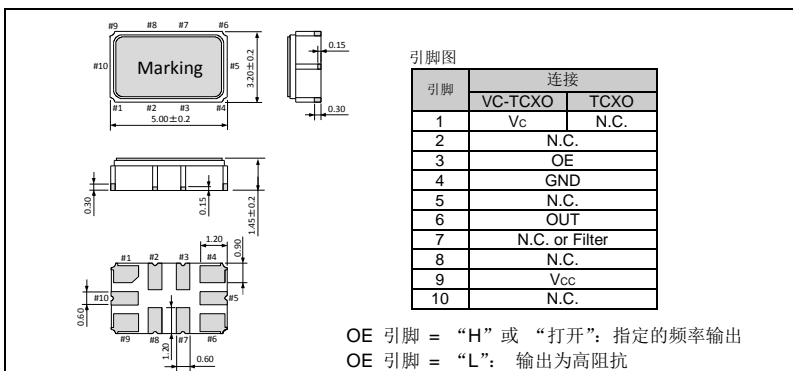 #9 #8 #7 #6
#10 Marking #5
#1 #2 #3 #4
5.00±0.2
3.20±0.2
0.15
0.30
0.30
0.15
1.45±0.2
1.20
0.90
#1 #2 #3 #4
#10 #5
0.60
#9 #8 #7 #6
1.20
0.60
引脚图
引脚 连接
VC-TCXO TCXO
1 Vc N.C.
2 N.C.
3 OE
4 GND
5 N.C.
6 OUT
7 N.C. or Filter
8 N.C.
9 Vcc
10 N.C.
OE 引脚 = “H”或 “打开”: 指定的频率输出
OE 引脚 = “L”: 输出为高阻抗